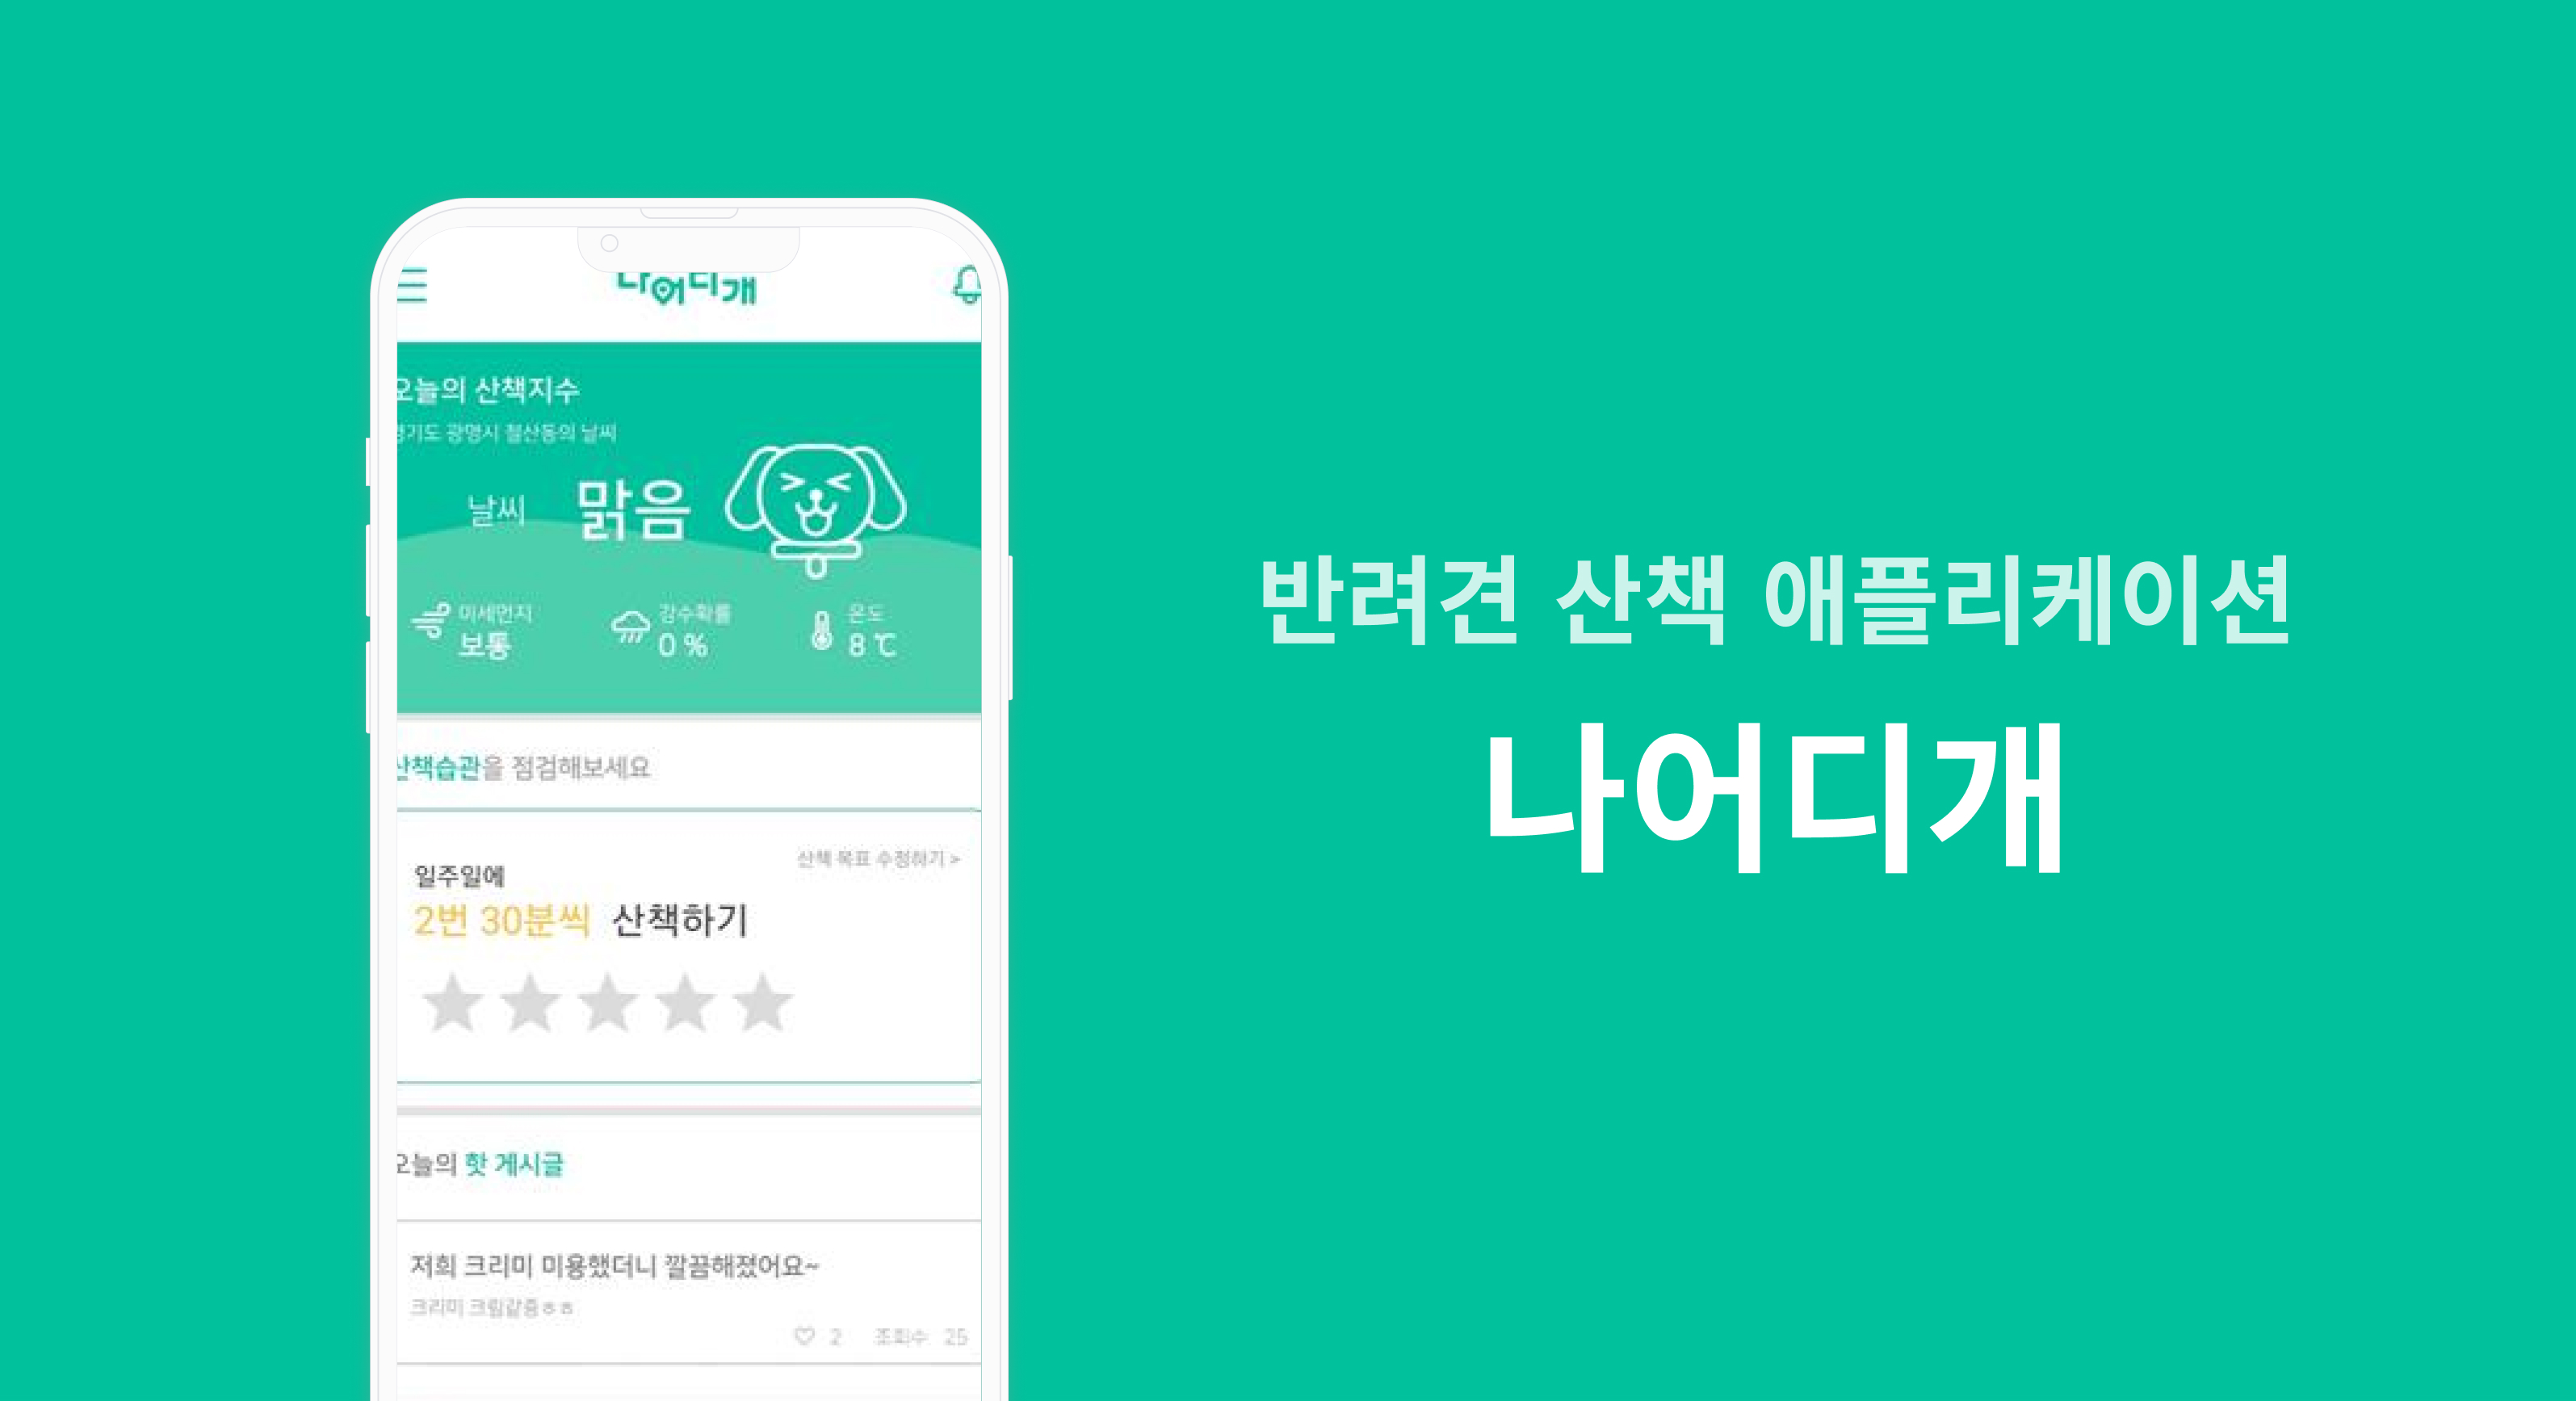 나어디개
오늘의 산책지수
경기도 광명시 철산동의 날씨
날씨 맑음
미세먼지 강수확률 온도
보통 0 % 8 ℃
산책습관을 점검해보세요
산책 목표 수정하기 >
일주일에
2번 30분씩 산책하기
오늘의 핫 게시글
저희 크리미 미용했더니 깔끔해졌어요~
크리미 크림같죵ㅎㅎ
2 조회수 25
반려견 산책 애플리케이션
나어디개